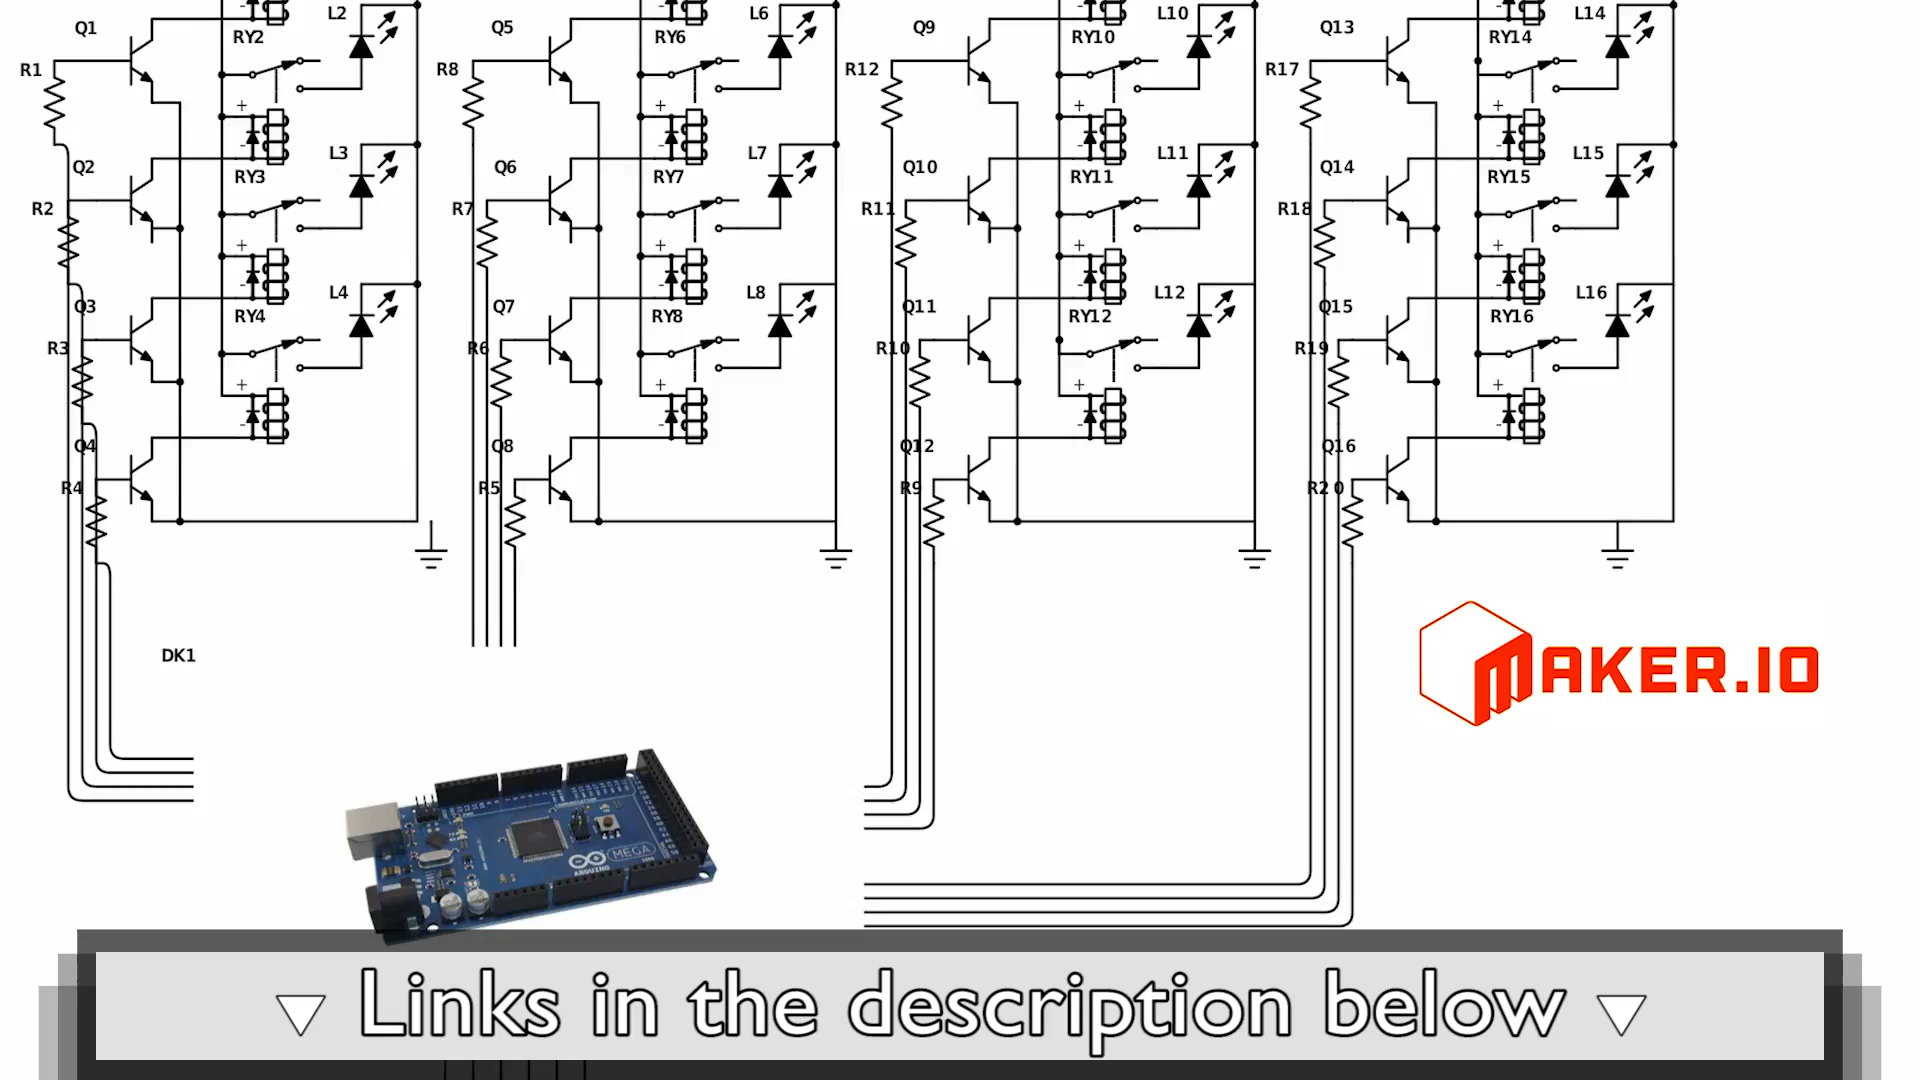 L2
L6
L10
L14
Q1
Q5
Q9
Q13
RY2
RY6
RY10
RY14
R1
R8
R12
R17
+
+
+
+
-
-
-
-
L3
L7
L11
L15
Q2
Q6
Q10
Q14
RY3
RY7
RY11
RY15
R2
R7
R11
R18
+
+
+
+
-
-
-
-
L4
L8
L12
L16
Q3
Q7
Q11
Q15
RY4
RY8
RY12
RY16
R3
R6
R10
R19
+
+
+
+
-
-
-
-
Q4
Q8
Q12
Q16
R4
R5
R9
R20
DK1
MAKER.IO
MEGA
ARDUINO
▽ Links in the description below ▽